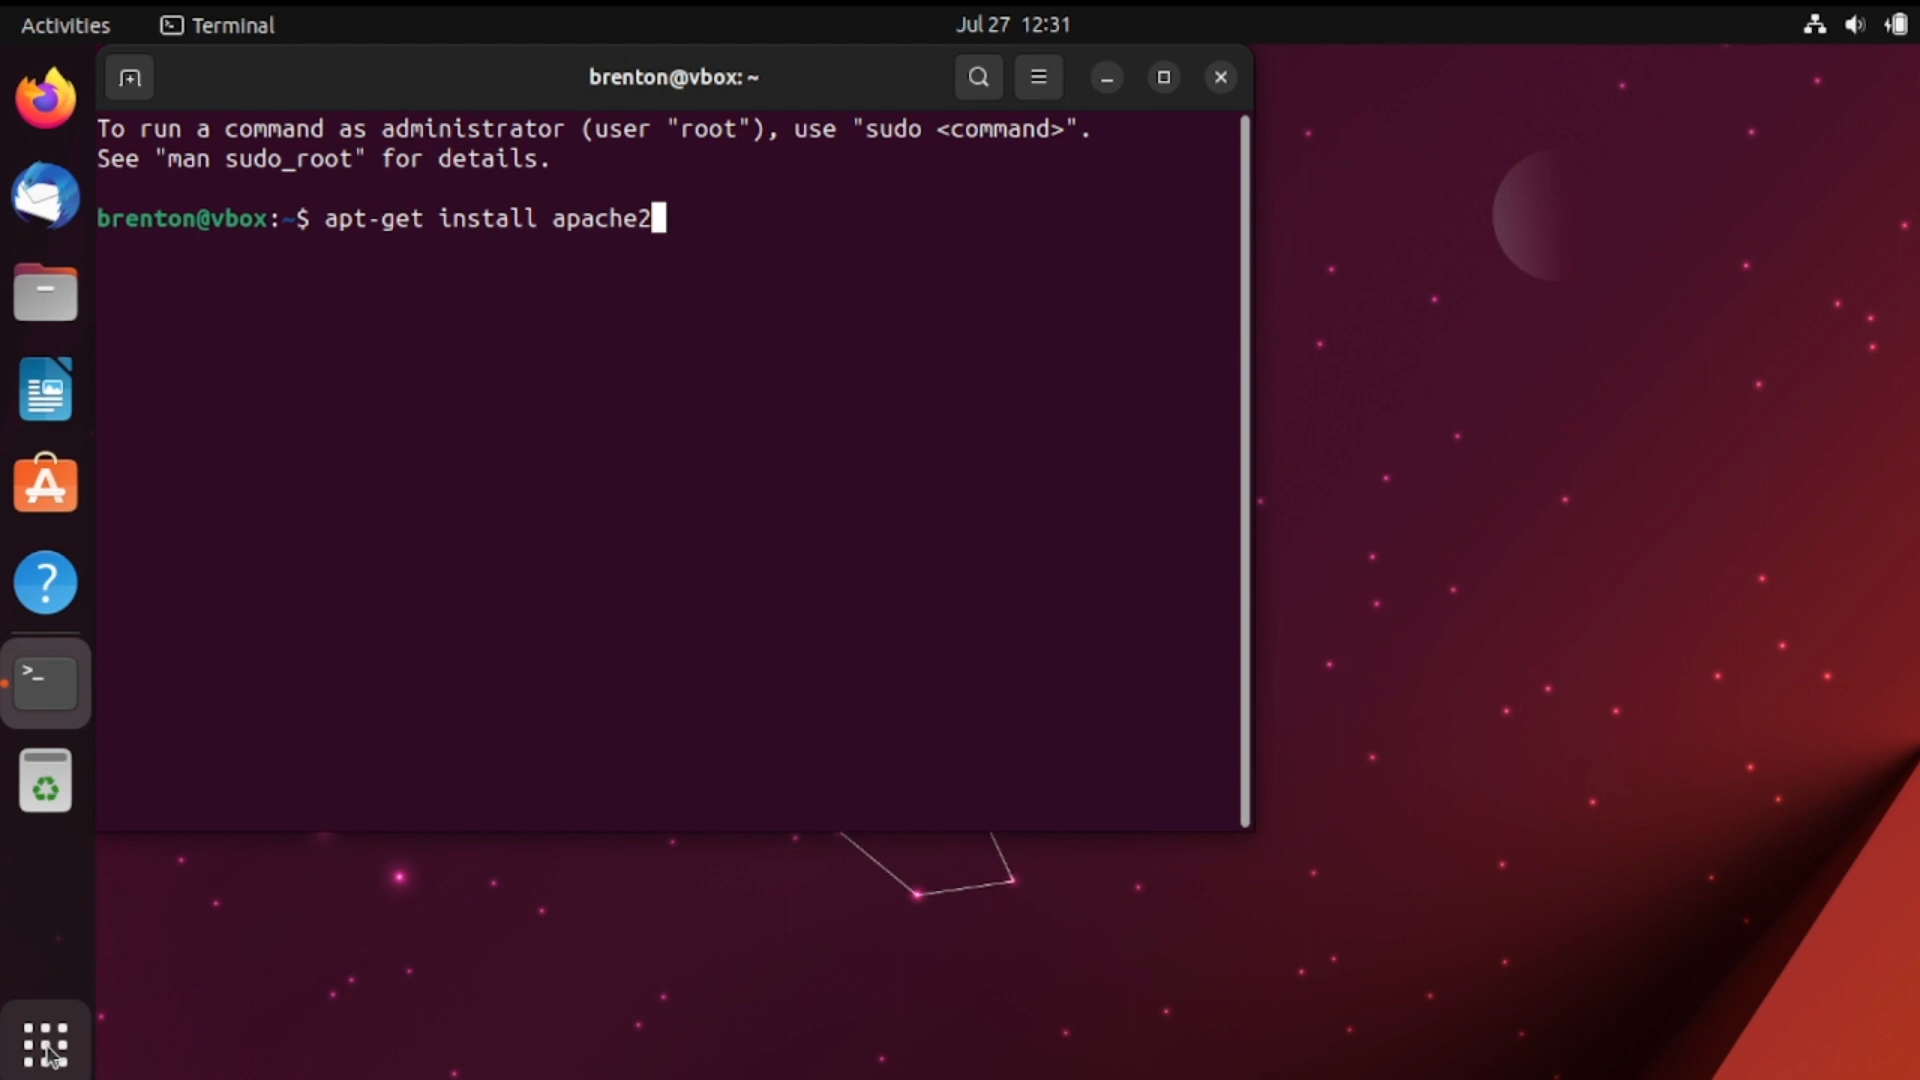 Activities Terminal Jul 27 12:31
brenton@vbox: ~
To run a command as administrator (user "root"), use "sudo <command>".
See "man sudo_root" for details.
brenton@vbox:~$ apt-get install apache2